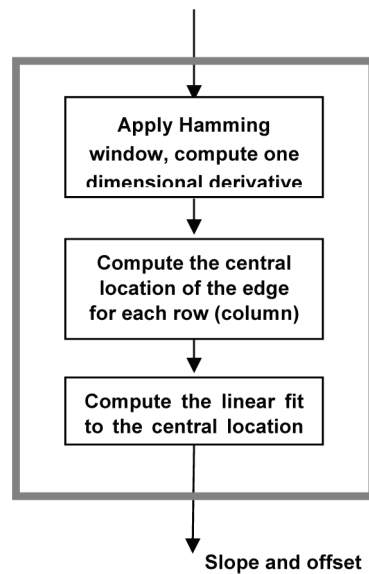 Apply Hamming
window, compute one
dimensional derivative
Compute the central
location of the edge
for each row (column)
Compute the linear fit
to the central location
Slope and offset